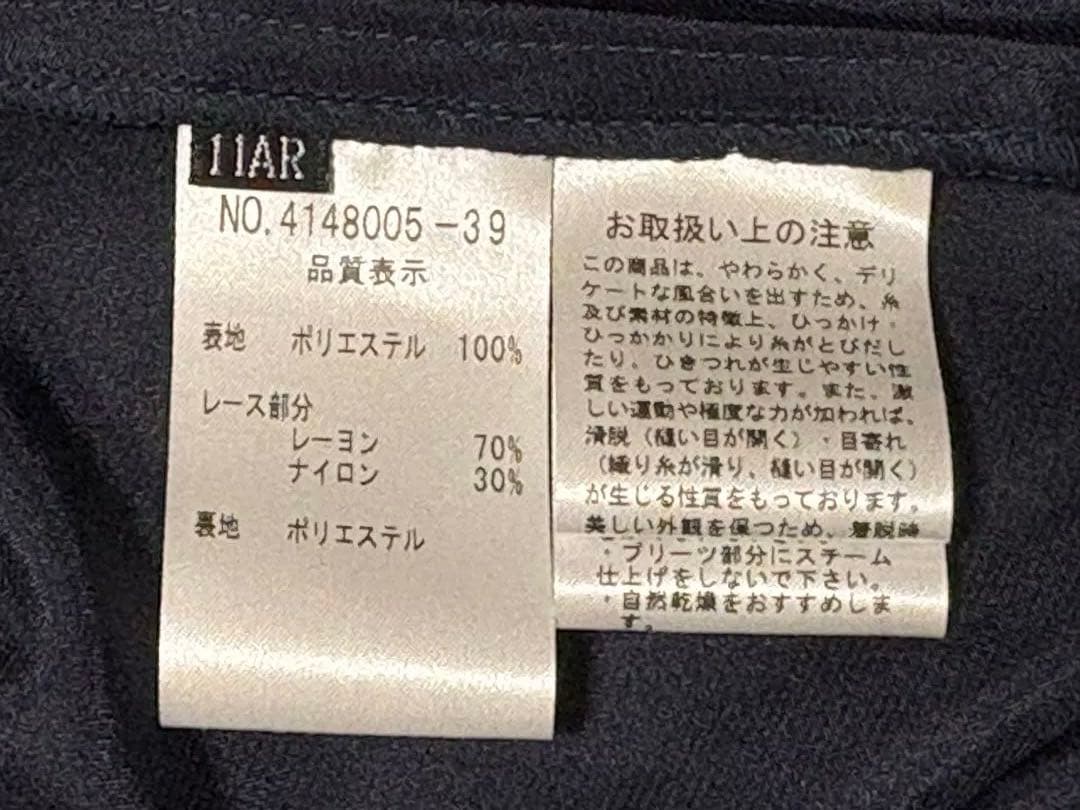 11AR
NO.4148005-39
品質表示
表地 ポリエステル 100%
レース部分
レーヨン 70%
ナイロン 30%
裏地 ポリエステル
お取扱い上の注意
この商品は、やわらかく、デリ
ケートな風合いを出すため、糸
及び素材の特徴上、ひっかけ・
ひっかかりにより糸がとびだし
たり、ひきつれが生じやすい性
質をもっております。また、激
しい運動や極度な力が加われば、
滑脱（縫い目が開く）・目寄れ
（織り糸が滑り、縫い目が開く）
が生じる性質をもっております。
美しい外観を保つため、着脱時
・プリーツ部分にスチーム
仕上げをしないで下さい。
・自然乾燥をおすすめしま
す。